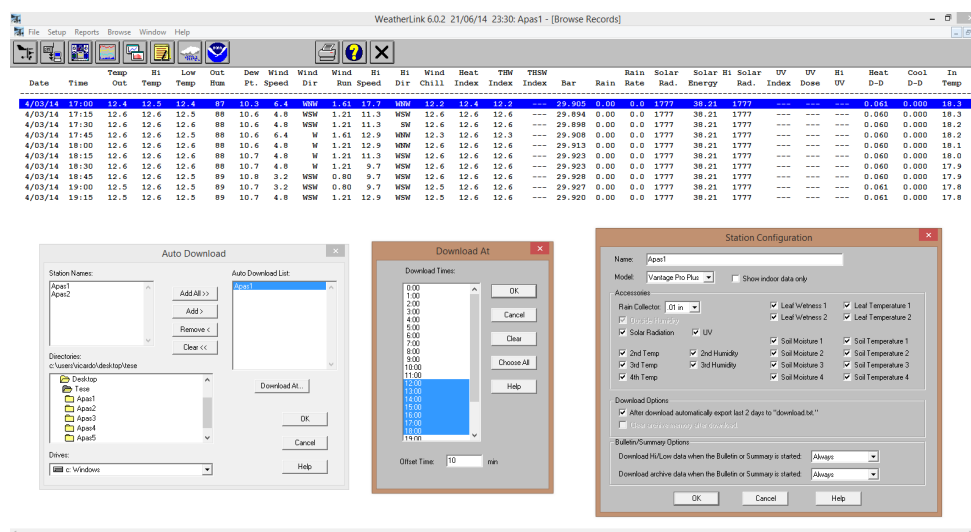 WeatherLink 6.0.2 21/06/14 23:30: Apas1 - [Browse Records]
File Setup Reports Browse Window Help
Temp Hi Low Out Dew Wind Wind Wind Hi Hi Wind Heat THW THSW Rain Solar Solar Hi Solar UV UV Hi Heat Cool In
Date Time Out Temp Temp Hum Pt. Speed Dir Run Speed Dir Chill Index Index Index Bar Rain Rate Rad. Energy Rad. Index Dose UV D-D D-D Temp
4/03/14 17:00 12.4 12.5 12.4 87 10.3 6.4 WNW 1.61 17.7 WNW 12.2 12.4 12.2 --- 29.905 0.00 0.0 1777 38.21 1777 --- --- --- 0.061 0.000 18.3
4/03/14 17:15 12.6 12.6 12.5 88 10.6 4.8 WSW 1.21 11.3 WSW 12.6 12.6 12.6 --- 29.894 0.00 0.0 1777 38.21 1777 --- --- --- 0.060 0.000 18.3
4/03/14 17:30 12.6 12.6 12.6 88 10.6 4.8 WSW 1.21 11.3 SW 12.6 12.6 12.6 --- 29.898 0.00 0.0 1777 38.21 1777 --- --- --- 0.060 0.000 18.2
4/03/14 17:45 12.6 12.6 12.6 88 10.6 6.4 W 1.61 12.9 WNW 12.3 12.6 12.3 --- 29.908 0.00 0.0 1777 38.21 1777 --- --- --- 0.060 0.000 18.2
4/03/14 18:00 12.6 12.6 12.6 88 10.6 4.8 W 1.21 12.9 WNW 12.6 12.6 12.6 --- 29.913 0.00 0.0 1777 38.21 1777 --- --- --- 0.060 0.000 18.1
4/03/14 18:15 12.6 12.6 12.6 88 10.7 4.8 W 1.21 11.3 WSW 12.6 12.6 12.6 --- 29.923 0.00 0.0 1777 38.21 1777 --- --- --- 0.060 0.000 18.0
4/03/14 18:30 12.6 12.6 12.6 88 10.7 4.8 W 1.21 9.7 WSW 12.6 12.6 12.6 --- 29.923 0.00 0.0 1777 38.21 1777 --- --- --- 0.060 0.000 17.9
4/03/14 18:45 12.6 12.6 12.5 89 10.8 3.2 WSW 0.80 9.7 WSW 12.6 12.6 12.6 --- 29.928 0.00 0.0 1777 38.21 1777 --- --- --- 0.060 0.000 17.9
4/03/14 19:00 12.5 12.6 12.5 89 10.7 3.2 WSW 0.80 9.7 WSW 12.5 12.6 12.6 --- 29.927 0.00 0.0 1777 38.21 1777 --- --- --- 0.061 0.000 17.8
4/03/14 19:15 12.5 12.6 12.5 89 10.7 4.8 WSW 1.21 12.9 WSW 12.5 12.6 12.6 --- 29.920 0.00 0.0 1777 38.21 1777 --- --- --- 0.061 0.000 17.8
Auto Download
Station Names:
Apas1
Apas2
Auto Download List:
Apas1
Add All >>
Add >
Remove <
Clear <<
Directories:
c:\users\ricardo\desktop\tese
Desktop
Tese
Apas1
Apas2
Apas3
Apas4
Apas5
Download At...
OK
Cancel
Help
Drives:
c: Windows
Download At
Download Times:
0:00
1:00
2:00
3:00
4:00
5:00
6:00
7:00
8:00
9:00
10:00
11:00
12:00
13:00
14:00
15:00
16:00
17:00
18:00
19:00
OK
Cancel
Clear
Choose All
Help
Offset Time: 10 min
Station Configuration
Name: Apas1
Model: Vantage Pro Plus Show indoor data only
Accessories
Rain Collector: .01 in Leaf Wetness 1 Leaf Temperature 1
Outside Humidity Leaf Wetness 2 Leaf Temperature 2
Solar Radiation UV
Soil Moisture 1 Soil Temperature 1
2nd Temp 2nd Humidity Soil Moisture 2 Soil Temperature 2
3rd Temp 3rd Humidity Soil Moisture 3 Soil Temperature 3
4th Temp Soil Moisture 4 Soil Temperature 4
Download Options
After download automatically export last 2 days to "download.txt."
Clear archive memory after download
Bulletin/Summary Options
Download Hi/Low data when the Bulletin or Summary is started: Always
Download archive data when the Bulletin or Summary is started: Always
OK Cancel Help